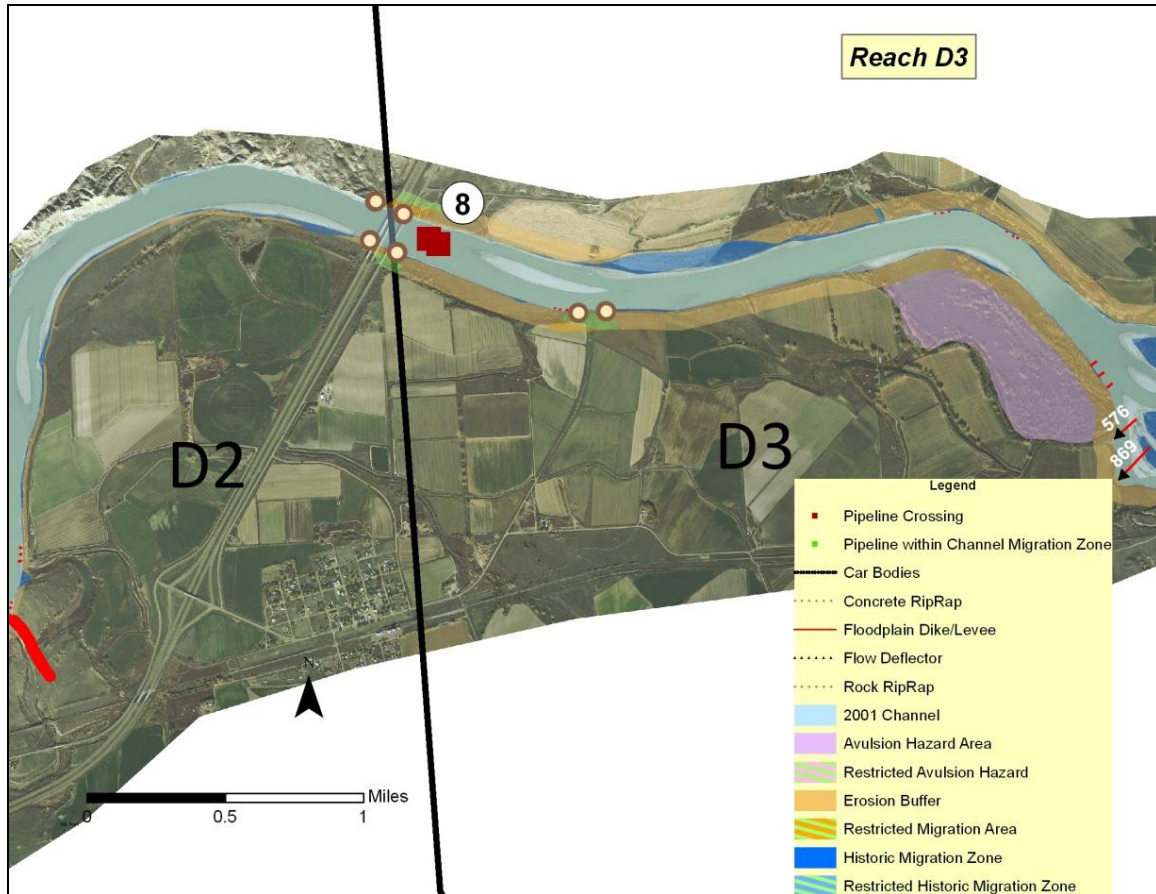 Reach D3
8
D2
D3
576
869
N
Miles
0
0.5
1
Legend
Pipeline Crossing
Pipeline within Channel Migration Zone
Car Bodies
Concrete RipRap
Floodplain Dike/Levee
Flow Deflector
Rock RipRap
2001 Channel
Avulsion Hazard Area
Restricted Avulsion Hazard
Erosion Buffer
Restricted Migration Area
Historic Migration Zone
Restricted Historic Migration Zone